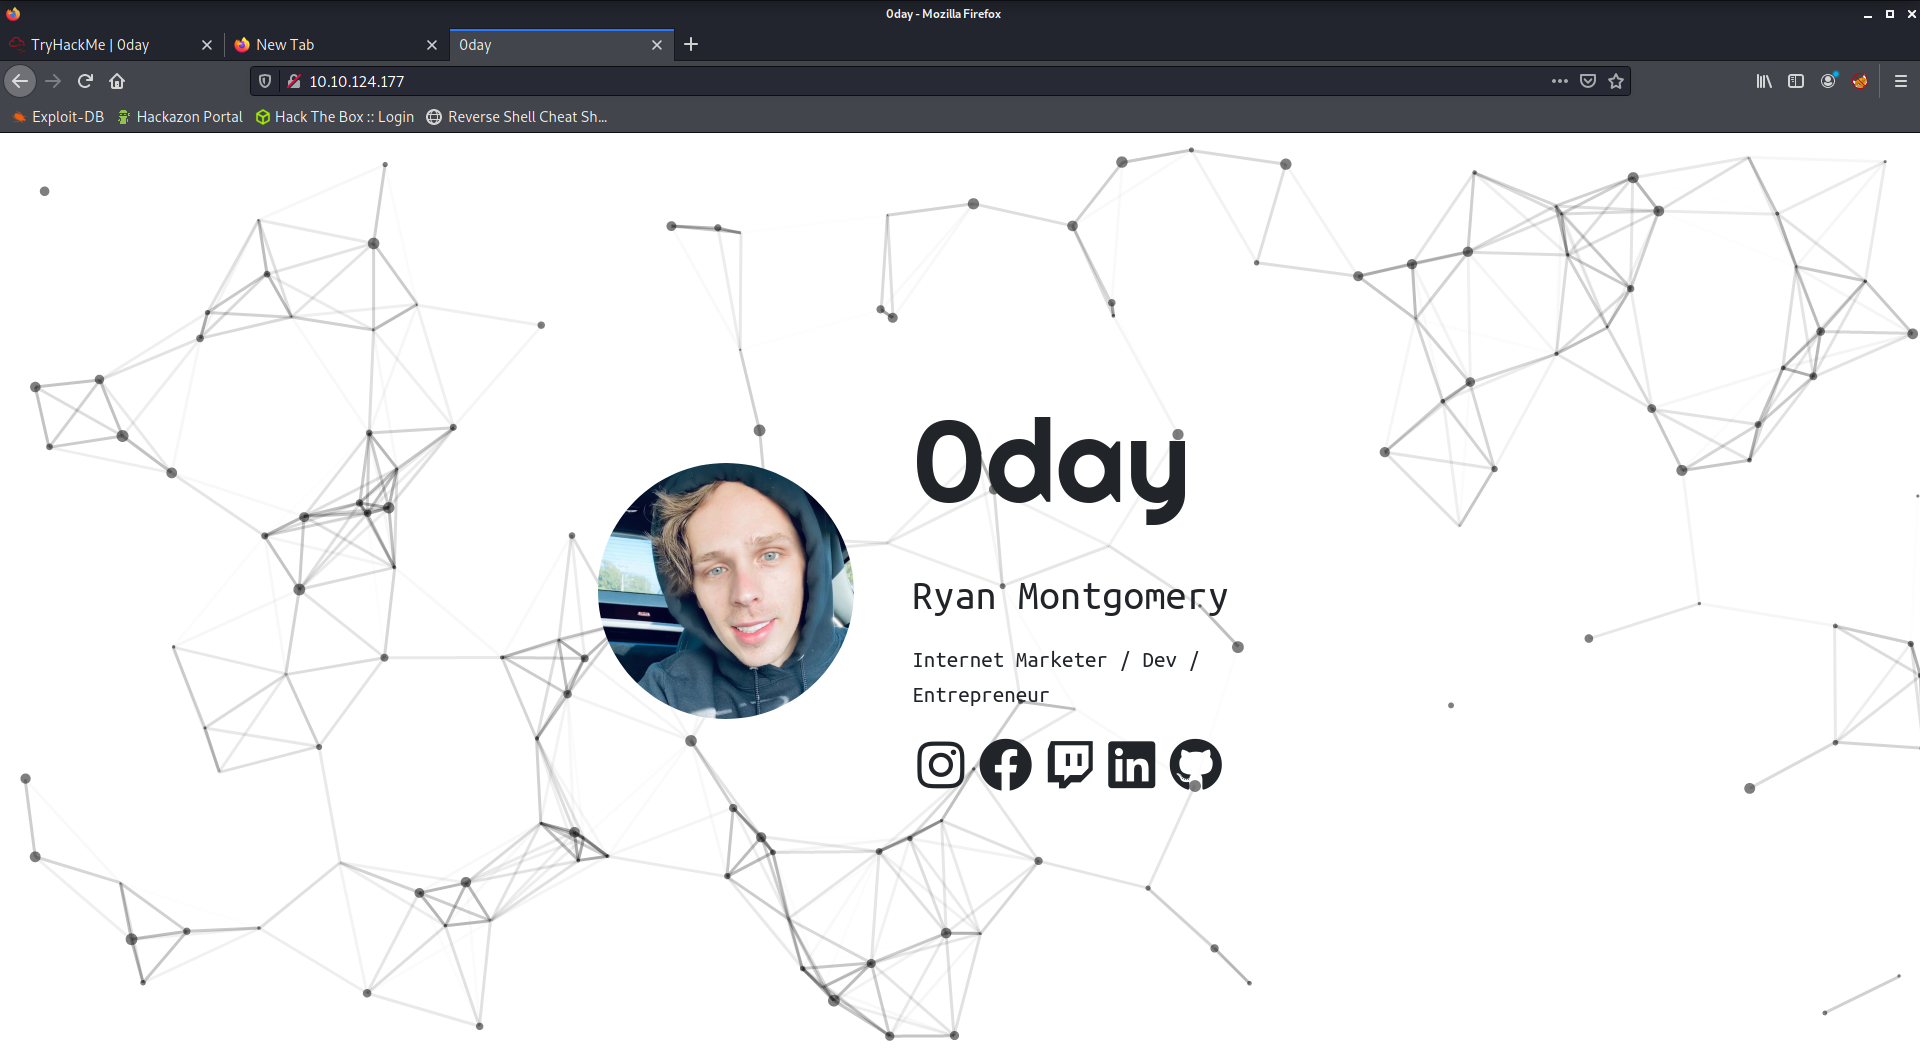 0day - Mozilla Firefox
TryHackMe | 0day
New Tab
0day
10.10.124.177
Exploit-DB
Hackazon Portal
Hack The Box :: Login
Reverse Shell Cheat Sh...
0day
Ryan Montgomery
Internet Marketer / Dev /
Entrepreneur